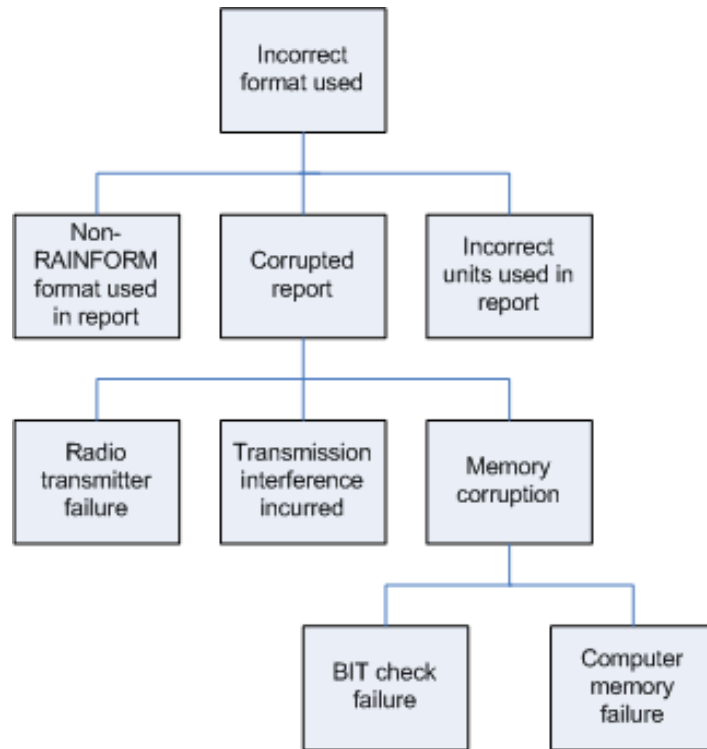 Incorrect
format used
Non-
RAINFORM
format used
in report
Corrupted
report
Incorrect
units used in
report
Radio
transmitter
failure
Transmission
interference
incurred
Memory
corruption
BIT check
failure
Computer
memory
failure